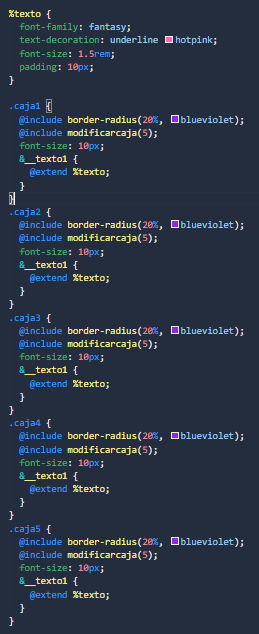 %texto {
  font-family: fantasy;
  text-decoration: underline hotpink;
  font-size: 1.5rem;
  padding: 10px;
}

.caja1 {
  @include border-radius(20%, blueviolet);
  @include modificarcaja(5);
  font-size: 10px;
  &__texto1 {
    @extend %texto;
  }
}
.caja2 {
  @include border-radius(20%, blueviolet);
  @include modificarcaja(5);
  font-size: 10px;
  &__texto1 {
    @extend %texto;
  }
}
.caja3 {
  @include border-radius(20%, blueviolet);
  @include modificarcaja(5);
  font-size: 10px;
  &__texto1 {
    @extend %texto;
  }
}
.caja4 {
  @include border-radius(20%, blueviolet);
  @include modificarcaja(5);
  font-size: 10px;
  &__texto1 {
    @extend %texto;
  }
}
.caja5 {
  @include border-radius(20%, blueviolet);
  @include modificarcaja(5);
  font-size: 10px;
  &__texto1 {
    @extend %texto;
  }
}